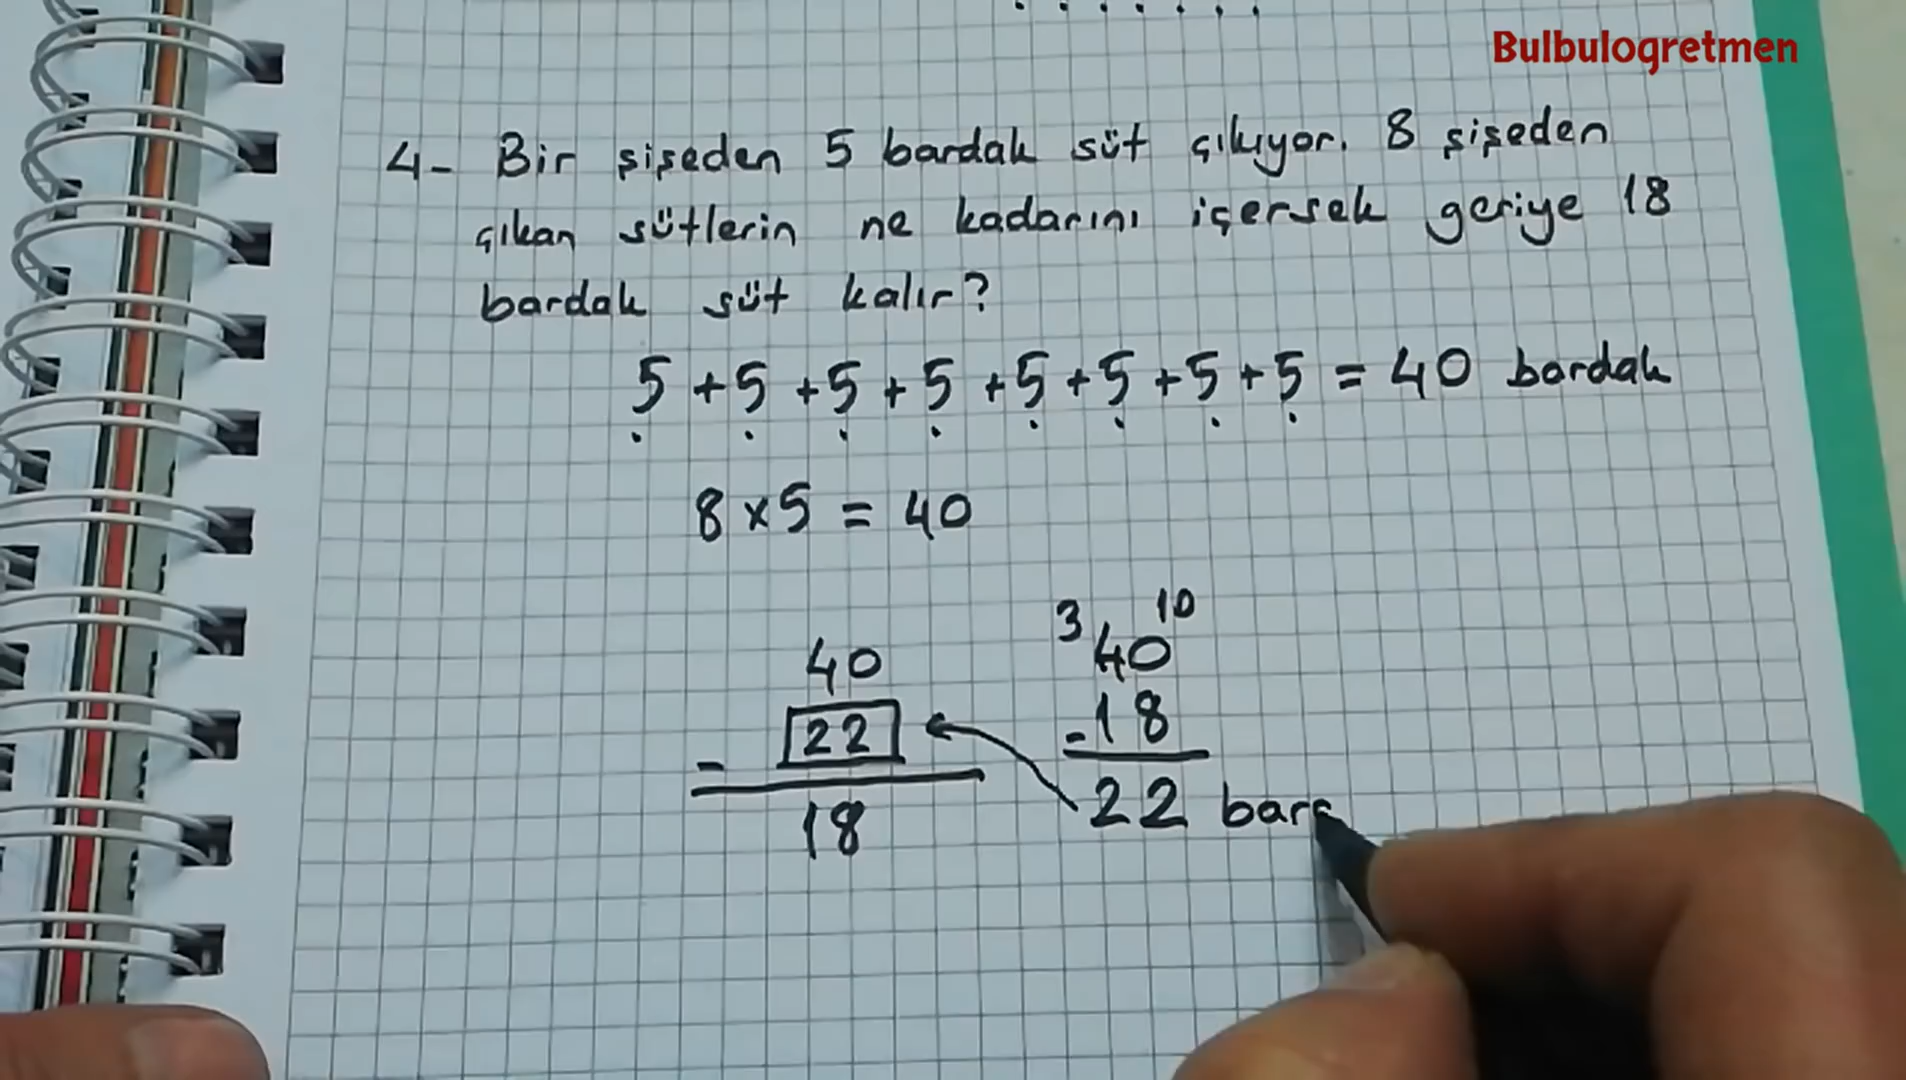 Bulbulogretmen
4- Bir şişeden 5 bardak süt çıkıyor. 8 şişeden
çıkan sütlerin ne kadarını içersek geriye 18
bardak süt kalır?
5 + 5 + 5 + 5 + 5 + 5 + 5 + 5 = 40 bardak
8 x 5 = 40
40
- 22
18
3 10
40
- 18
22 bar